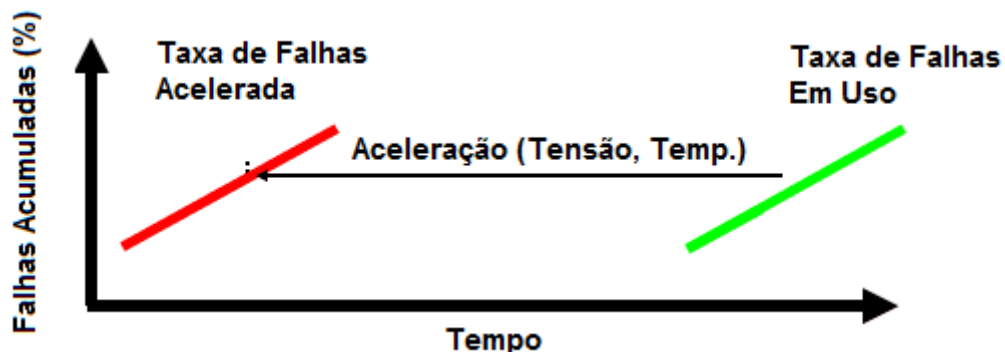 Falhas Acumuladas (%)
Taxa de Falhas
Acelerada
Taxa de Falhas
Em Uso
Aceleração (Tensão, Temp.)
Tempo